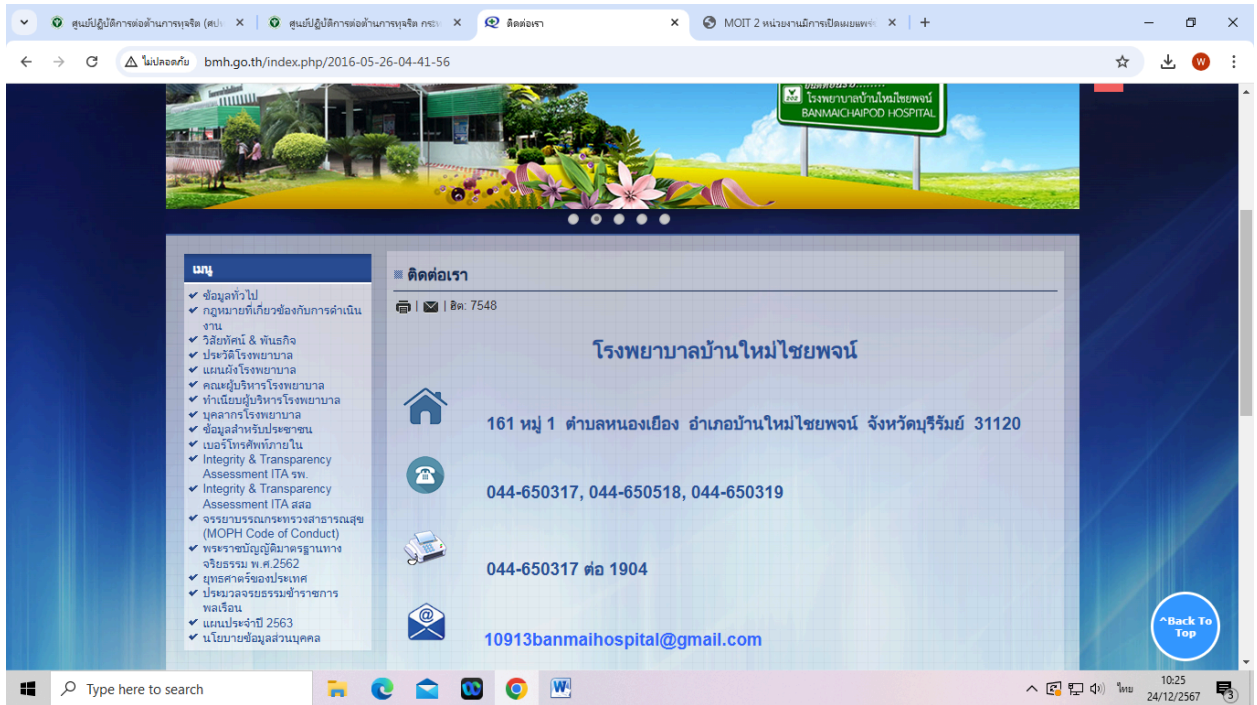 ศูนย์ปฏิบัติการต่อต้านการทุจริต (ศปท
ศูนย์ปฏิบัติการต่อต้านการทุจริต กระท
ติดต่อเรา
MOIT 2 หน่วยงานมีการเปิดเผยแพร่
ไม่ปลอดภัย
bmh.go.th/index.php/2016-05-26-04-41-56
W
โรงพยาบาลบ้านใหม่ไชยพจน์
BANMAICHAIPOD HOSPITAL
เมนู
ข้อมูลทั่วไป
กฎหมายที่เกี่ยวข้องกับการดำเนิน
งาน
วิสัยทัศน์ & พันธกิจ
ประวัติโรงพยาบาล
แผนผังโรงพยาบาล
คณะผู้บริหารโรงพยาบาล
ทำเนียบผู้บริหารโรงพยาบาล
บุคลากรโรงพยาบาล
ข้อมูลสำหรับประชาชน
เบอร์โทรศัพท์ภายใน
Integrity & Transparency
Assessment ITA รพ.
Integrity & Transparency
Assessment ITA สสอ
จรรยาบรรณกระทรวงสาธารณสุข
(MOPH Code of Conduct)
พระราชบัญญัติมาตรฐานทาง
จริยธรรม พ.ศ.2562
ยุทธศาตร์ของประเทศ
ประมวลจรยธรรมข้าราชการ
พลเรือน
แผนประจำปี 2563
นโยบายข้อมูลส่วนบุคคล
ติดต่อเรา
| | ฮิต: 7548
โรงพยาบาลบ้านใหม่ไชยพจน์
161 หมู่ 1 ตำบลหนองเยือง อำเภอบ้านใหม่ไชยพจน์ จังหวัดบุรีรัมย์ 31120
044-650317, 044-650518, 044-650319
044-650317 ต่อ 1904
10913banmaihospital@gmail.com
^Back To
Top
Type here to search
ไทย
10:25
24/12/2567
3